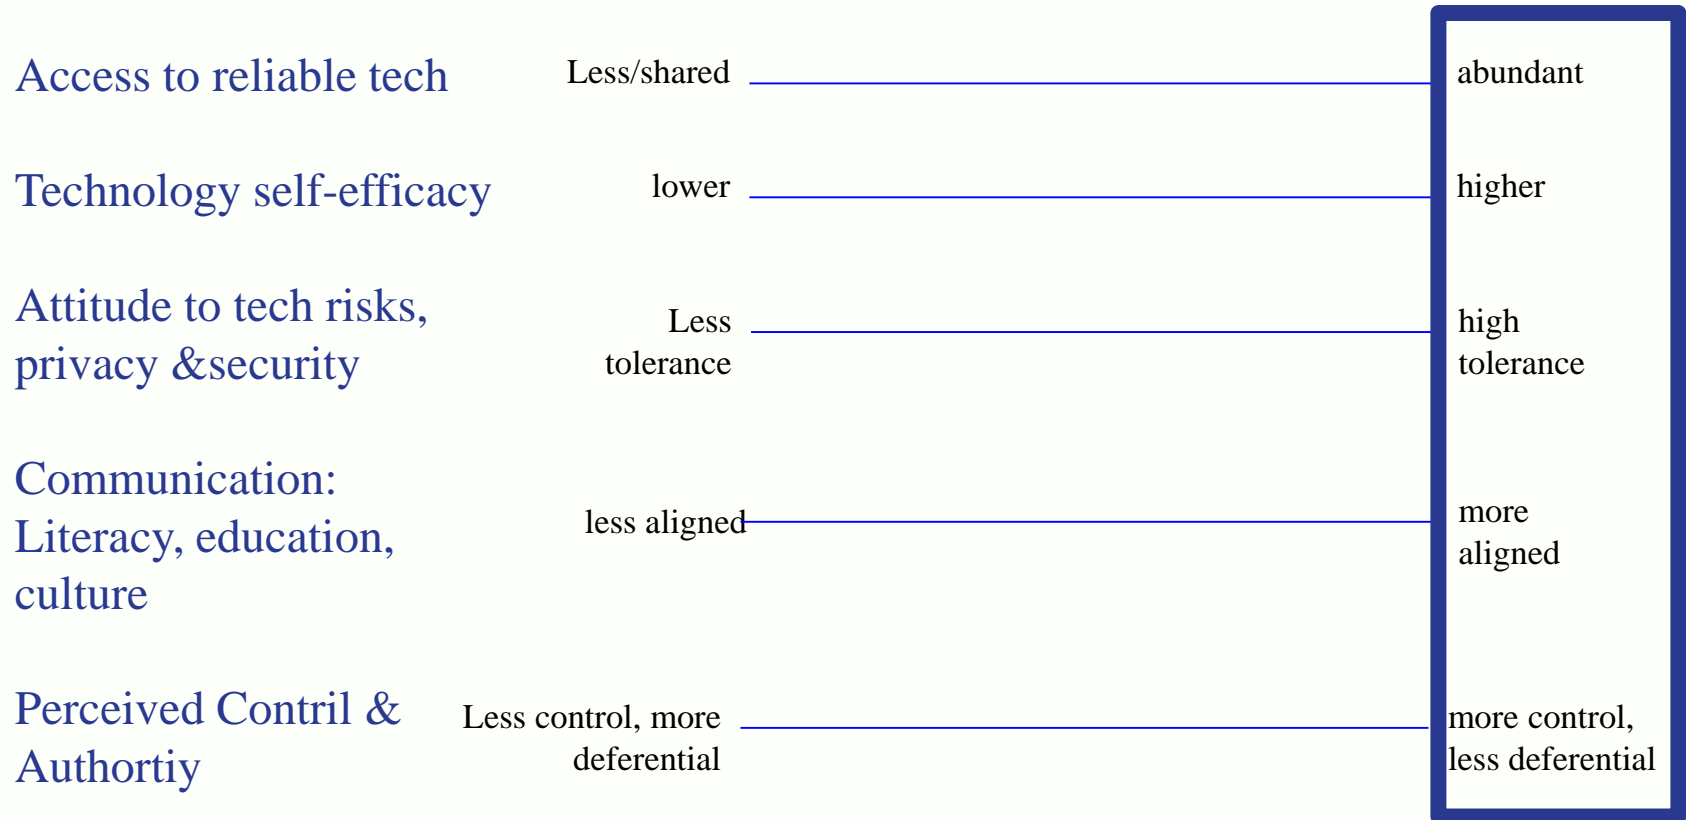 Access to reliable tech Less/shared abundant
Technology self-efficacy lower higher
Attitude to tech risks,
privacy &security
Less
tolerance
high
tolerance
Communication:
Literacy, education,
culture
less aligned
more
aligned
Perceived Contril &
Authortiy
Less control, more
deferential
more control,
less deferential